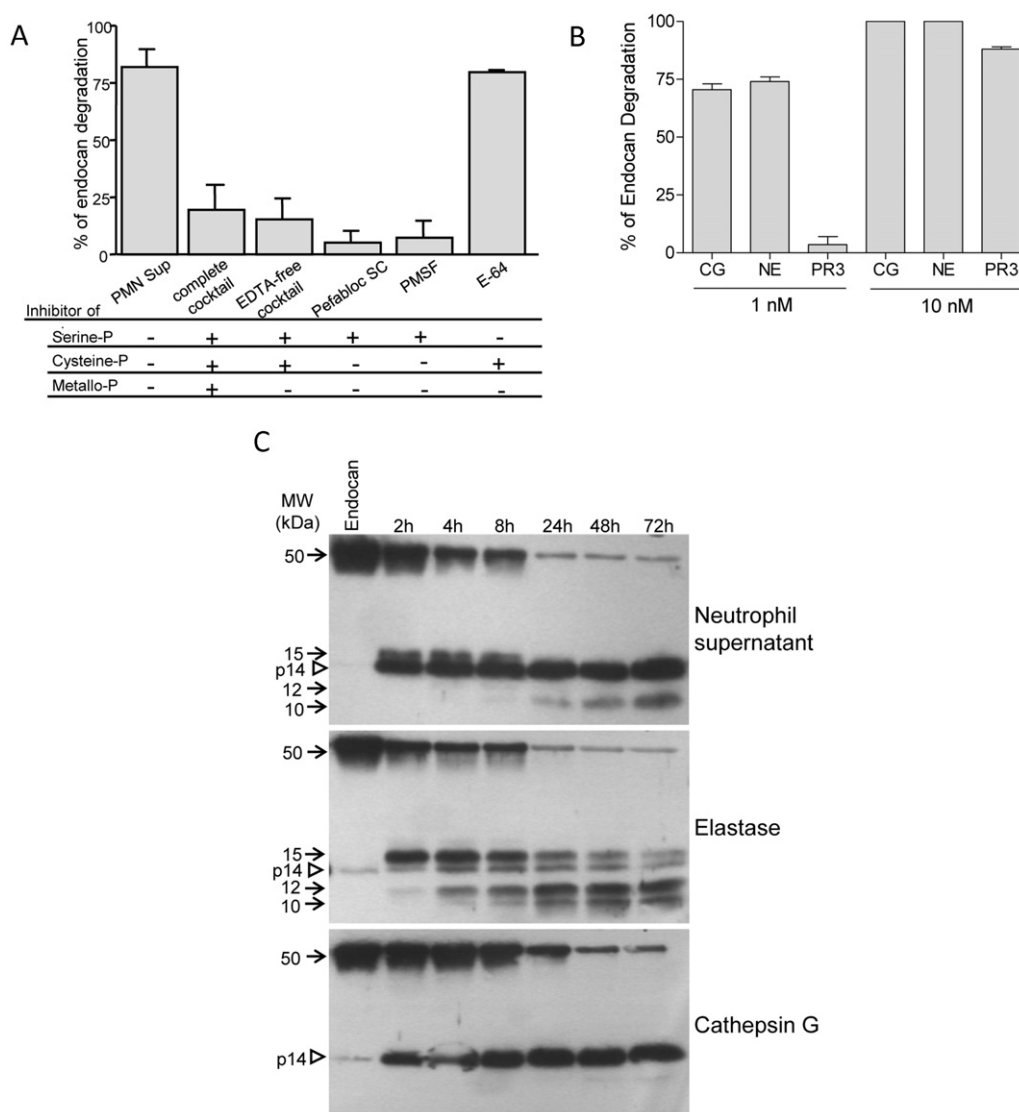 A
% of endocan degradation
100
75
50
25
0
PMN Sup
complete cocktail
EDTA-free cocktail
Pefabloc SC
PMSF
E-64
Inhibitor of
Serine-P - + + + + -
Cysteine-P - + + - - +
Metallo-P - + - - - -
B
% of Endocan Degradation
100
75
50
25
0
CG NE PR3 CG NE PR3
1 nM 10 nM
C
MW
(kDa)
Endocan
2h 4h 8h 24h 48h 72h
50
15
p14
12
10
Neutrophil
supernatant
50
15
p14
12
10
Elastase
50
p14
Cathepsin G